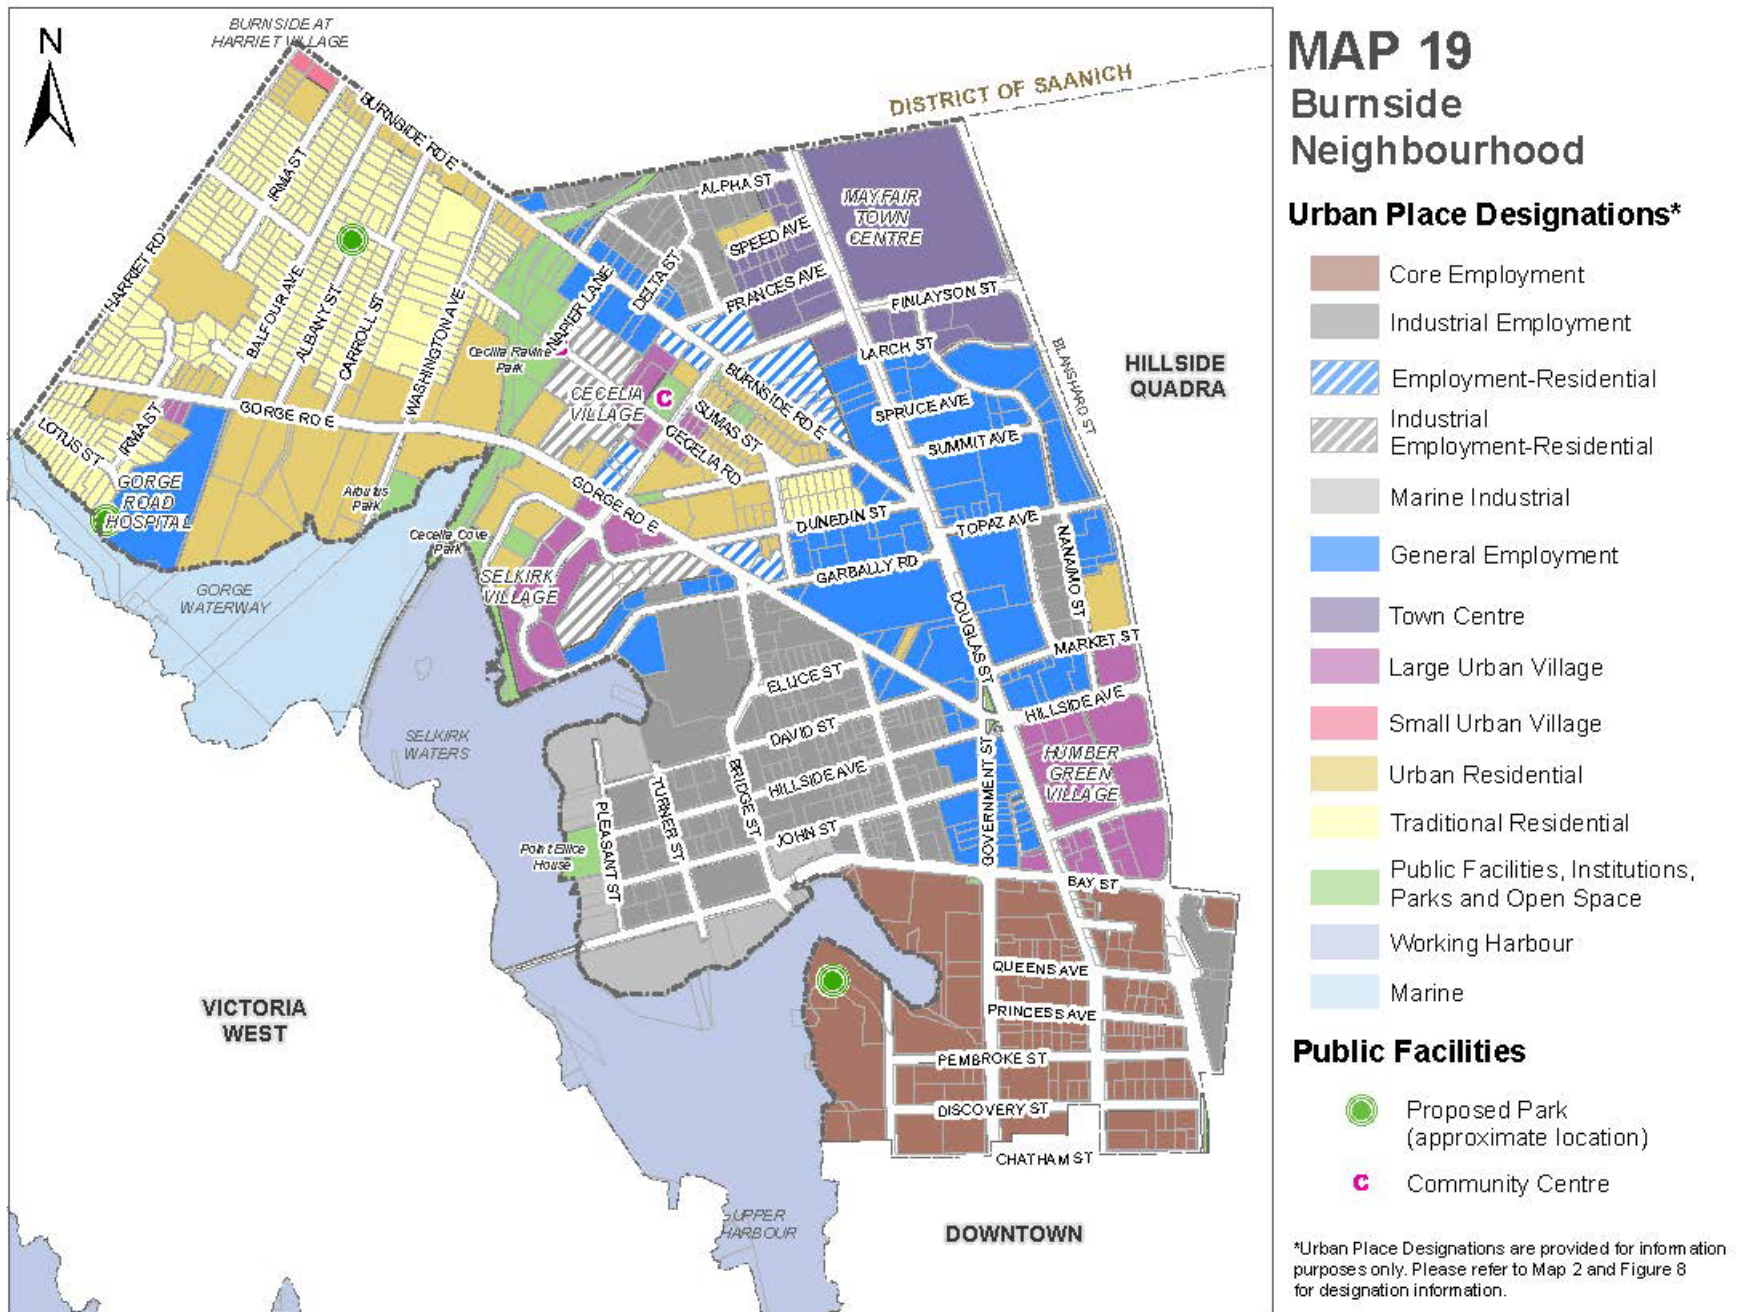 BURNSIDE AT
HARRIET VILLAGE
N
DISTRICT OF SAANICH
BURNSIDE RD E
IRMA ST
HARRIET RD
BALFOUR AVE
ALBANY ST
CARROLL ST
WASHINGTON AVE
NAPIER LANE
DELTA ST
ALPHA ST
SPEED AVE
FRANCES AVE
MAYFAIR
TOWN
CENTRE
FINLAYSON ST
LARCH ST
BLANSHARD ST
HILLSIDE
QUADRA
Cecilia Ravine
Park
CECELIA
VILLAGE
C
BURNSIDE RD E
SUMAS ST
CECELIA RD
SPRUCE AVE
SUMMIT AVE
GORGE RD E
LOTUS ST
IRMA ST
GORGE
ROAD
HOSPITAL
Arbutus
Park
Cecelia Cove
Park
GORGE RD E
DUNEDIN ST
TOPAZ AVE
NANAIMO ST
GARBALLY RD
SELKIRK
VILLAGE
GORGE
WATERWAY
DOUGLAS ST
MARKET ST
ELLICE ST
HILLSIDE AVE
DAVID ST
SELKIRK
WATERS
HUMBER
GREEN
VILLAGE
GOVERNMENT ST
HILLSIDE AVE
BRIDGE ST
TURNER ST
PLEASANT ST
JOHN ST
Point Ellice
House
BAY ST
QUEENS AVE
PRINCESS AVE
PEMBROKE ST
DISCOVERY ST
CHATHAM ST
VICTORIA
WEST
UPPER
HARBOUR
DOWNTOWN
MAP 19
Burnside
Neighbourhood
Urban Place Designations*
Core Employment
Industrial Employment
Employment-Residential
Industrial
Employment-Residential
Marine Industrial
General Employment
Town Centre
Large Urban Village
Small Urban Village
Urban Residential
Traditional Residential
Public Facilities, Institutions,
Parks and Open Space
Working Harbour
Marine
Public Facilities
Proposed Park
(approximate location)
C Community Centre
*Urban Place Designations are provided for information
purposes only. Please refer to Map 2 and Figure 8
for designation information.